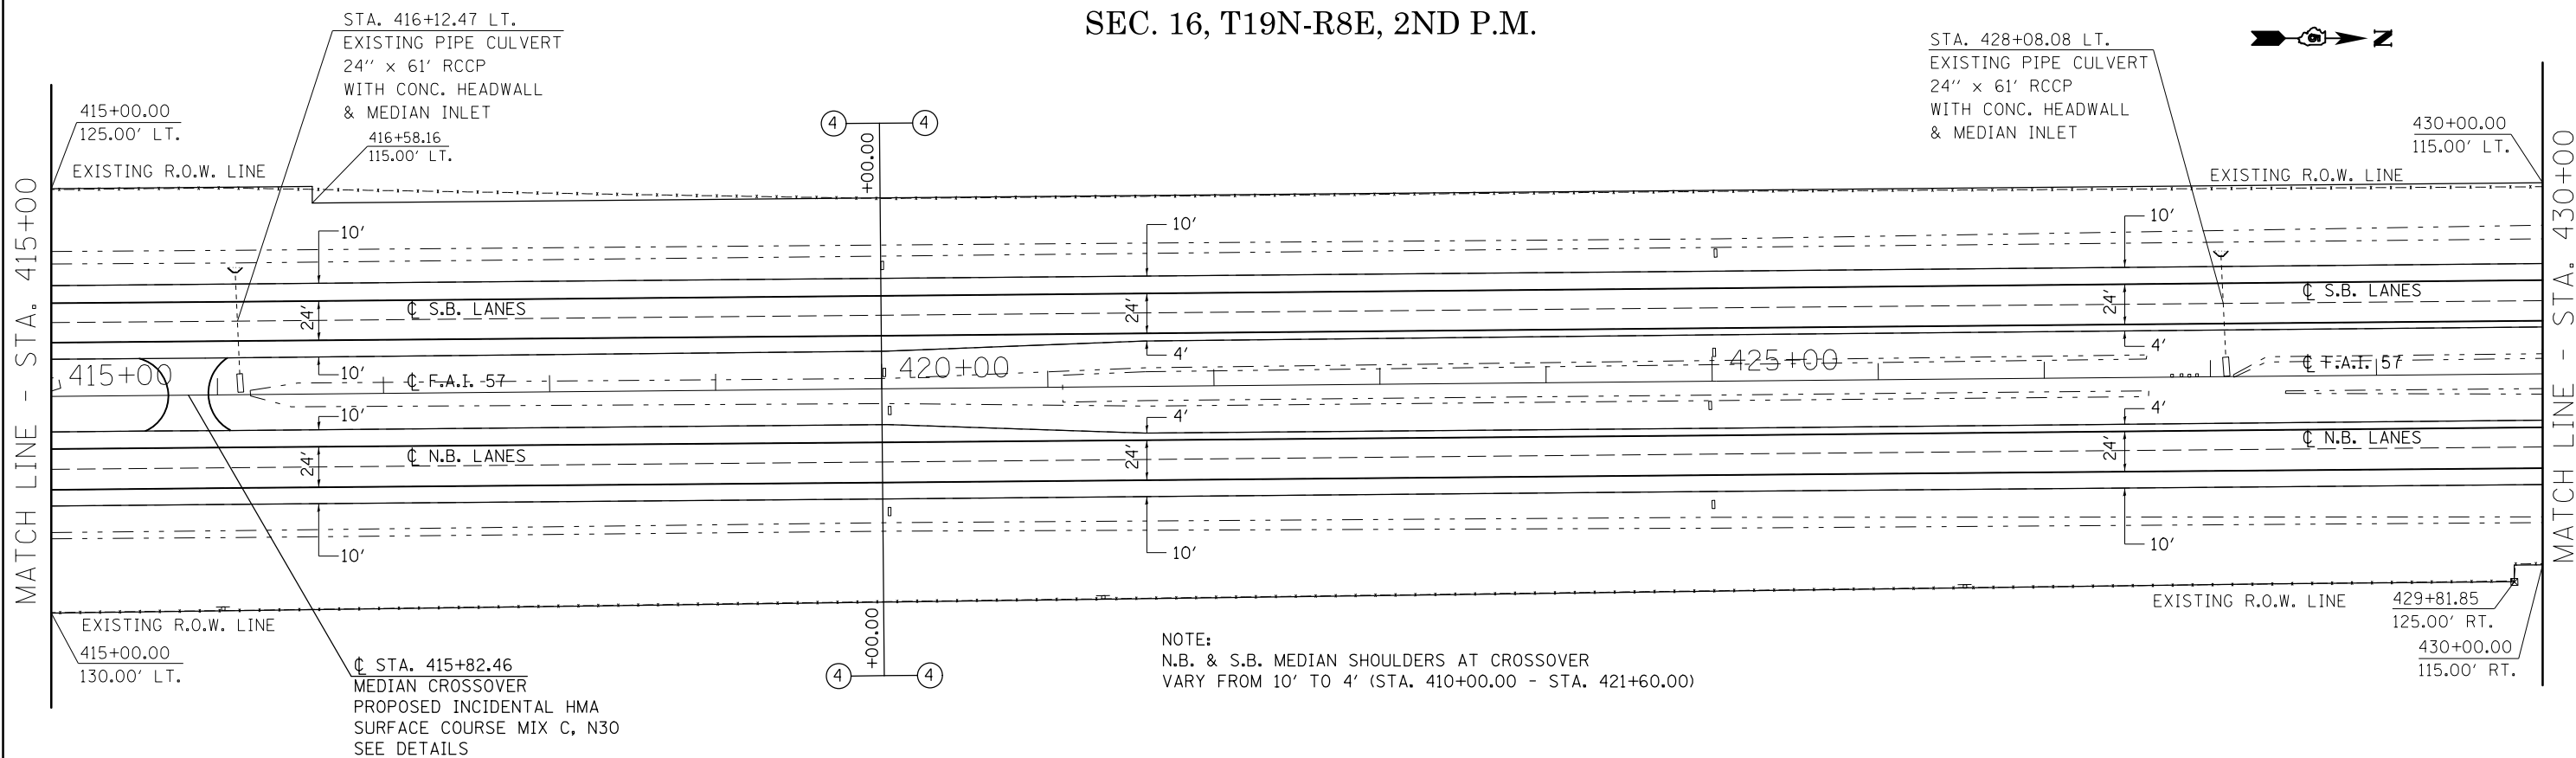 SEC. 16, T19N-R8E, 2ND P.M.
N
STA. 416+12.47 LT.
EXISTING PIPE CULVERT
24'' x 61' RCCP
WITH CONC. HEADWALL
& MEDIAN INLET
STA. 428+08.08 LT.
EXISTING PIPE CULVERT
24'' x 61' RCCP
WITH CONC. HEADWALL
& MEDIAN INLET
415+00.00
125.00' LT.
416+58.16
115.00' LT.
430+00.00
115.00' LT.
4
4
+00.00
EXISTING R.O.W. LINE
EXISTING R.O.W. LINE
MATCH LINE - STA. 415+00
MATCH LINE - STA. 430+00
10'
10'
10'
24'
℄ S.B. LANES
24'
24'
℄ S.B. LANES
10'
4'
4'
415+00
℄ F.A.I. 57
420+00
425+00
℄ F.A.I. 57
10'
4'
4'
24'
℄ N.B. LANES
24'
24'
℄ N.B. LANES
10'
10'
10'
EXISTING R.O.W. LINE
EXISTING R.O.W. LINE
415+00.00
130.00' LT.
+00.00
4
4
429+81.85
125.00' RT.
430+00.00
115.00' RT.
℄ STA. 415+82.46
MEDIAN CROSSOVER
PROPOSED INCIDENTAL HMA
SURFACE COURSE MIX C, N30
SEE DETAILS
NOTE:
N.B. & S.B. MEDIAN SHOULDERS AT CROSSOVER
VARY FROM 10' TO 4' (STA. 410+00.00 - STA. 421+60.00)